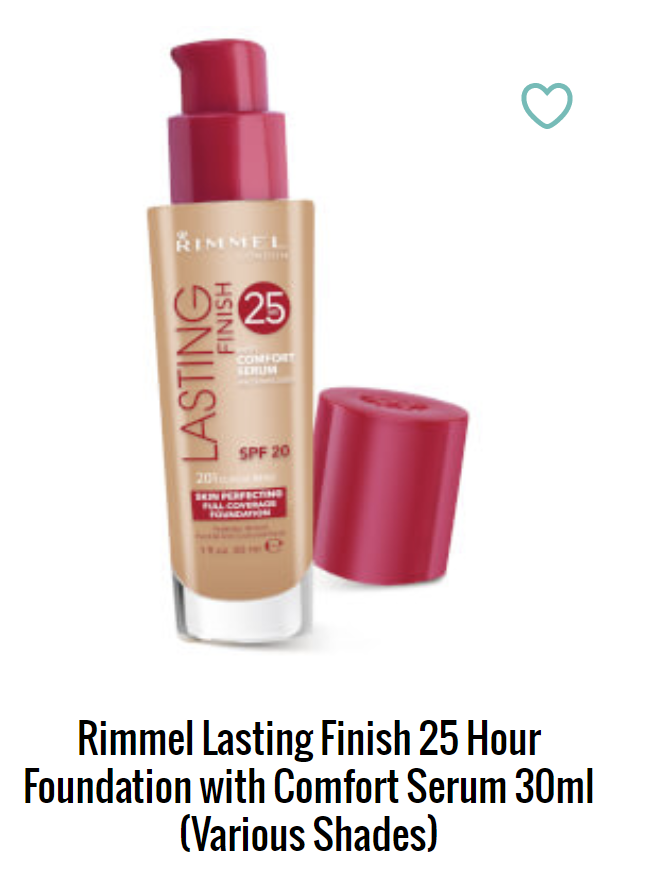 RIMMEL
LONDON
LASTING
FINISH
25
COMFORT
SERUM
SPF 20
201
SKIN PERFECTING
FULL COVERAGE
FOUNDATION
Rimmel Lasting Finish 25 Hour
Foundation with Comfort Serum 30ml
(Various Shades)